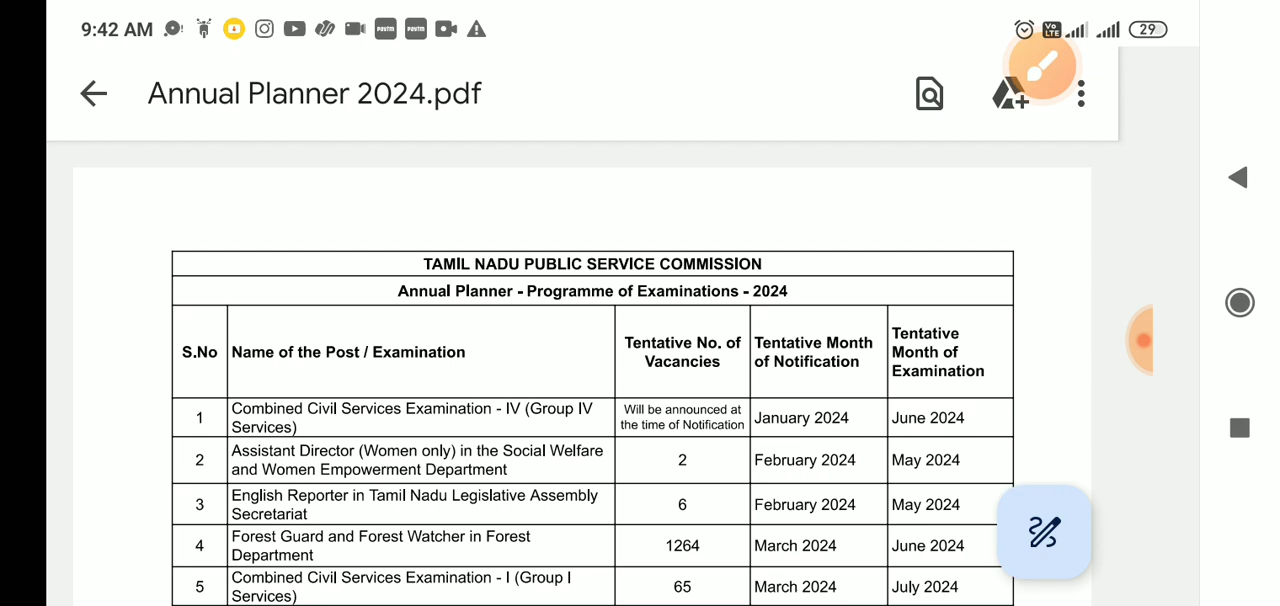 9:42 AM
Vo LTE
29
paytm paytm
Annual Planner 2024.pdf
TAMIL NADU PUBLIC SERVICE COMMISSION
Annual Planner - Programme of Examinations - 2024
S.No Name of the Post / Examination Tentative No. of Vacancies Tentative Month of Notification Tentative Month of Examination
1 Combined Civil Services Examination - IV (Group IV Services) Will be announced at the time of Notification January 2024 June 2024
2 Assistant Director (Women only) in the Social Welfare and Women Empowerment Department 2 February 2024 May 2024
3 English Reporter in Tamil Nadu Legislative Assembly Secretariat 6 February 2024 May 2024
4 Forest Guard and Forest Watcher in Forest Department 1264 March 2024 June 2024
5 Combined Civil Services Examination - I (Group I Services) 65 March 2024 July 2024